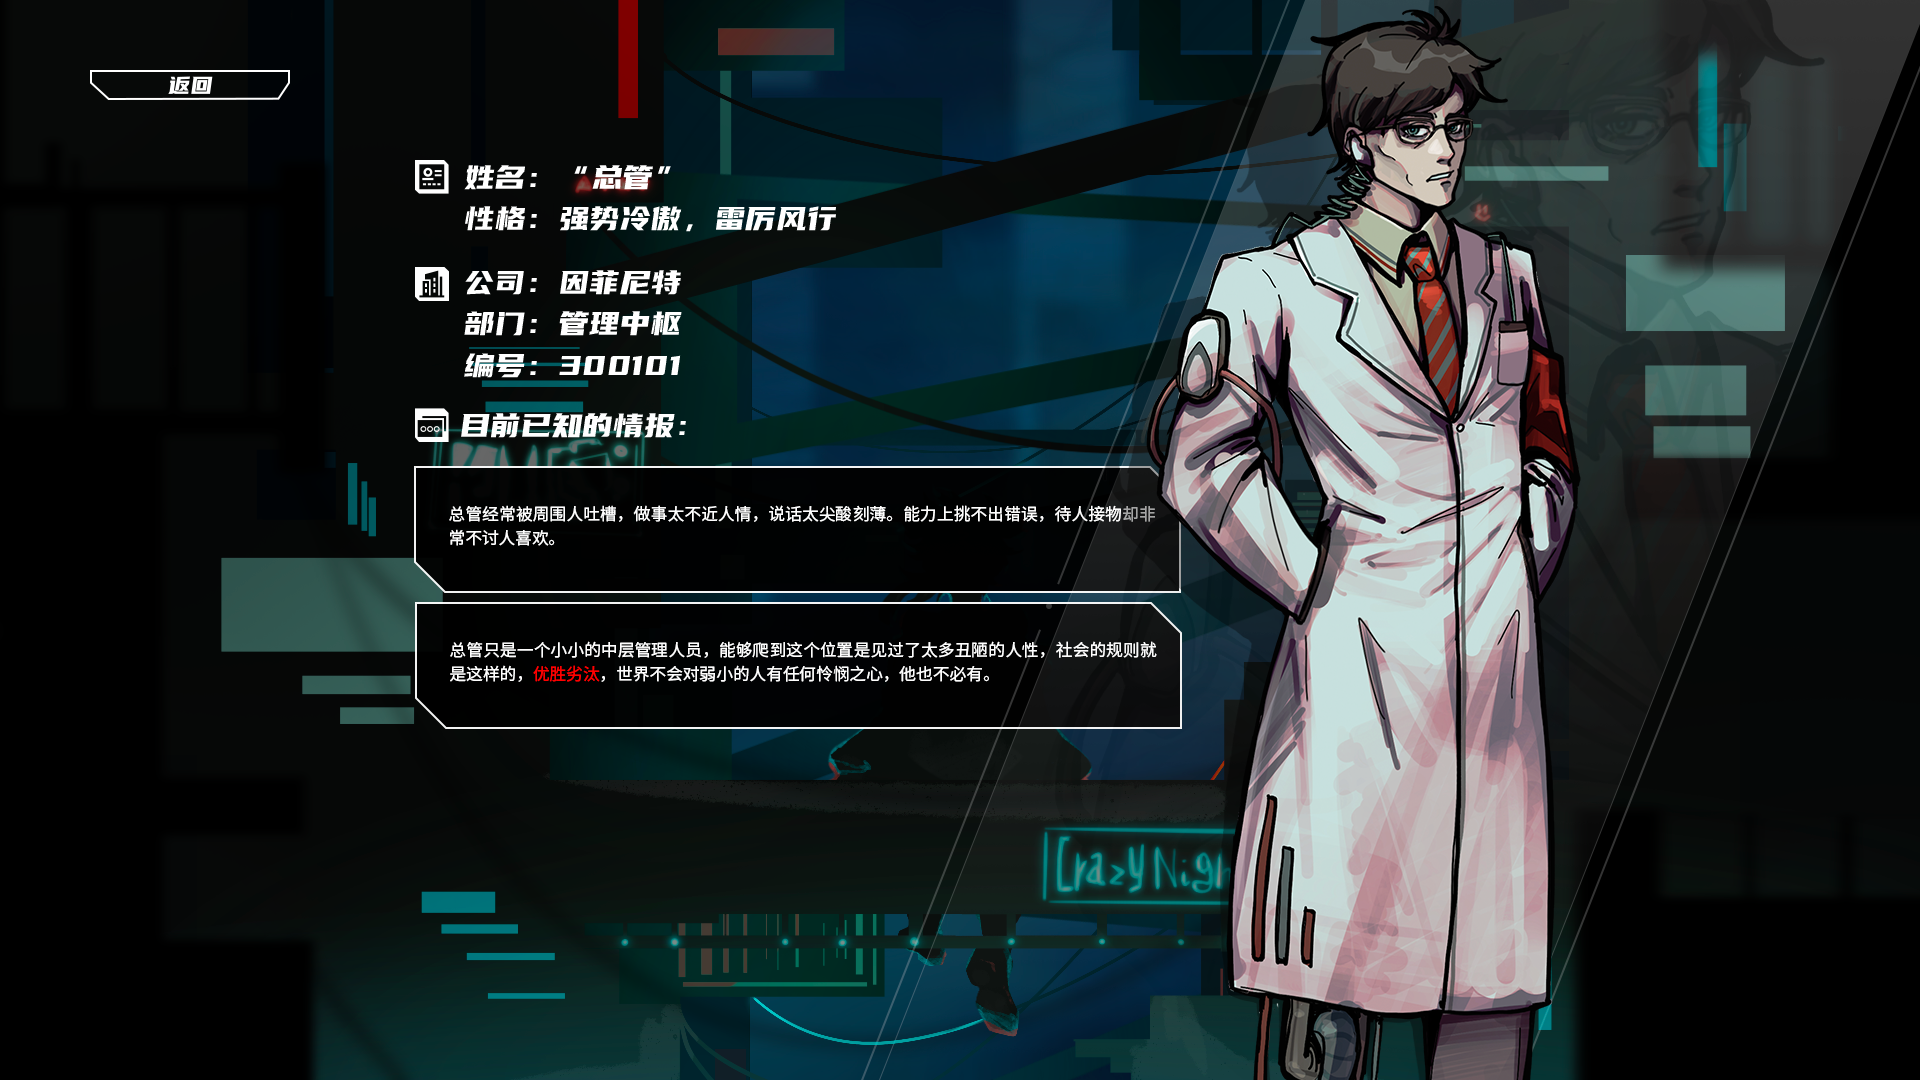 返回
姓名：“总管”
性格：强势冷傲，雷厉风行
公司：因菲尼特
部门：管理中枢
编号：300101
目前已知的情报：
总管经常被周围人吐槽，做事太不近人情，说话太尖酸刻薄。能力上挑不出错误，待人接物却非
常不讨人喜欢。
总管只是一个小小的中层管理人员，能够爬到这个位置是见过了太多丑陋的人性，社会的规则就
是这样的，优胜劣汰，世界不会对弱小的人有任何怜悯之心，他也不必有。
Crazy Nigh